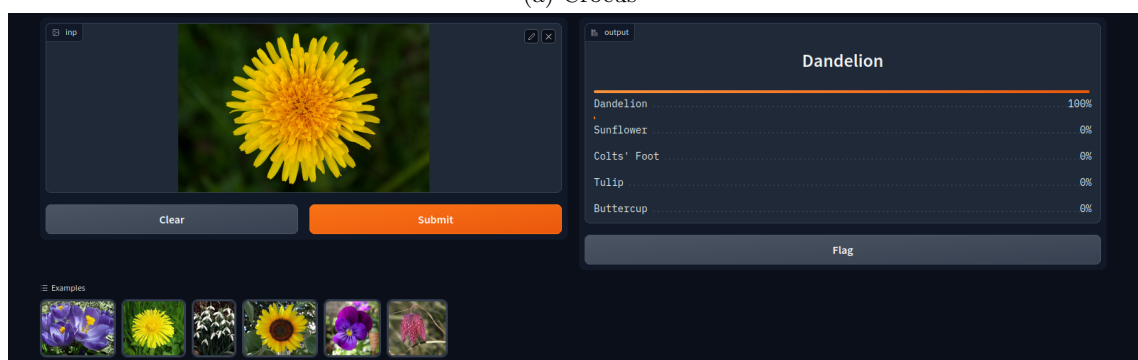 (a) Crocus
inp
output
Dandelion
Dandelion 100%
Sunflower 0%
Colts' Foot 0%
Tulip 0%
Buttercup 0%
Clear
Submit
Flag
Examples